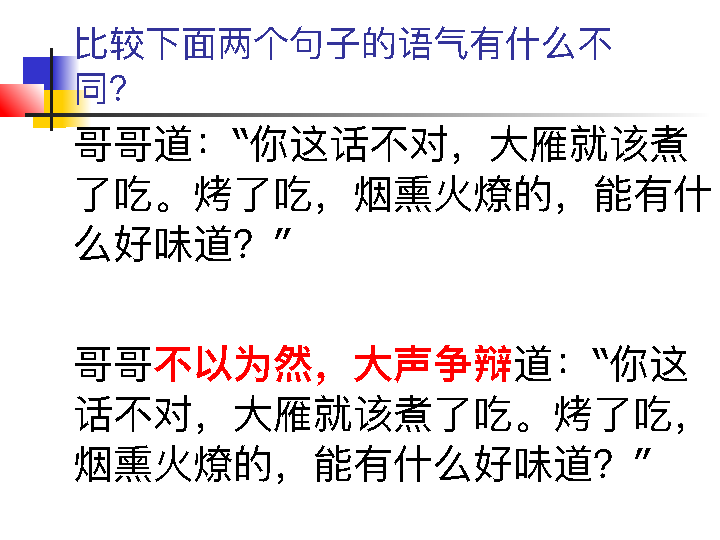 比较下面两个句子的语气有什么不
同？
哥哥道：“你这话不对，大雁就该煮
了吃。烤了吃，烟熏火燎的，能有什
么好味道？”
哥哥不以为然，大声争辩道：“你这
话不对，大雁就该煮了吃。烤了吃，
烟熏火燎的，能有什么好味道？”